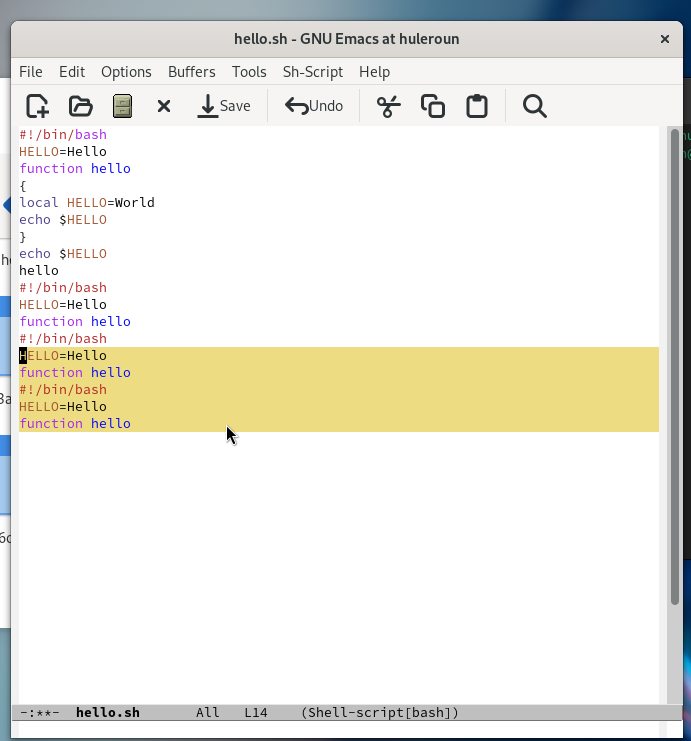 hello.sh - GNU Emacs at huleroun ×
File Edit Options Buffers Tools Sh-Script Help
Save Undo
#!/bin/bash
HELLO=Hello
function hello
{
local HELLO=World
echo $HELLO
}
echo $HELLO
hello
#!/bin/bash
HELLO=Hello
function hello
#!/bin/bash
HELLO=Hello
function hello
#!/bin/bash
HELLO=Hello
function hello
-:**- hello.sh All L14 (Shell-script[bash])